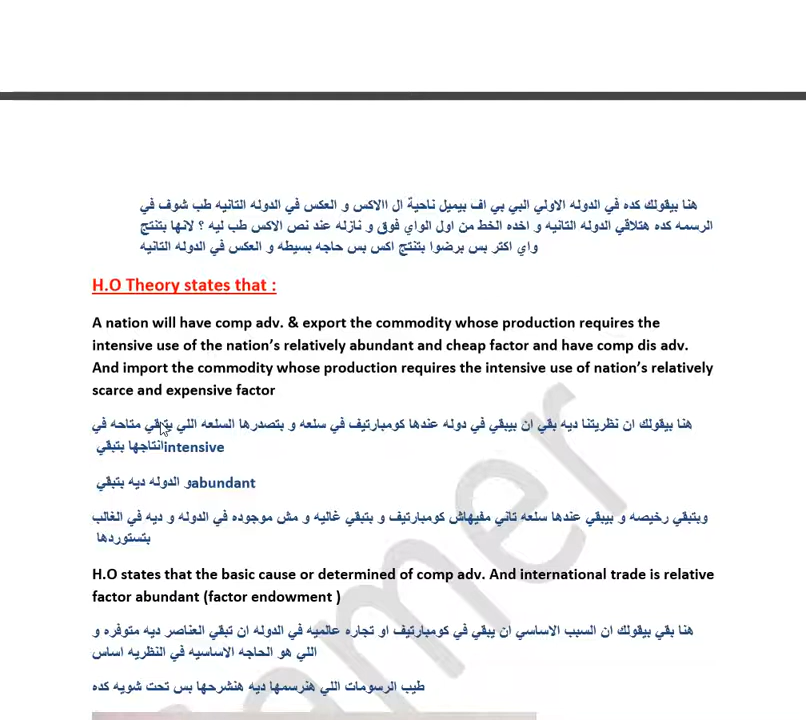 هنا بيقولك كده في الدوله الاولي البي بي اف بيميل ناحية ال االاكس و العكس في الدوله التانيه طب شوف في
الرسمه كده هتلاقي الدوله التانيه و اخده الخط من اول الواي فوق و نازله عند نص الاكس طب ليه ؟ لانها بتنتج
واي اكتر بس برضوا بتنتج اكس بس حاجه بسيطه و العكس في الدوله التانيه
H.O Theory states that :
A nation will have comp adv. & export the commodity whose production requires the
intensive use of the nation’s relatively abundant and cheap factor and have comp dis adv.
And import the commodity whose production requires the intensive use of nation’s relatively
scarce and expensive factor
هنا بيقولك ان نظريتنا ديه بقي ان بيبقي في دوله عندها كومبارتيف في سلعه و بتصدرها السلعه اللي بتبقي متاحه في
انتاجها بتبقيintensive
و الدوله ديه بتبقيabundant
وبتبقي رخيصه و بيبقي عندها سلعه تاني مفيهاش كومبارتيف و بتبقي غاليه و مش موجوده في الدوله و ديه في الغالب
بتستوردها
H.O states that the basic cause or determined of comp adv. And international trade is relative
factor abundant (factor endowment )
هنا بقي بيقولك ان السبب الاساسي ان يبقي في كومبارتيف او تجاره عالميه في الدوله ان تبقي العناصر ديه متوفره و
اللي هو الحاجه الاساسيه في النظريه اساس
طيب الرسومات اللي هنرسمها ديه هنشرحها بس تحت شويه كده